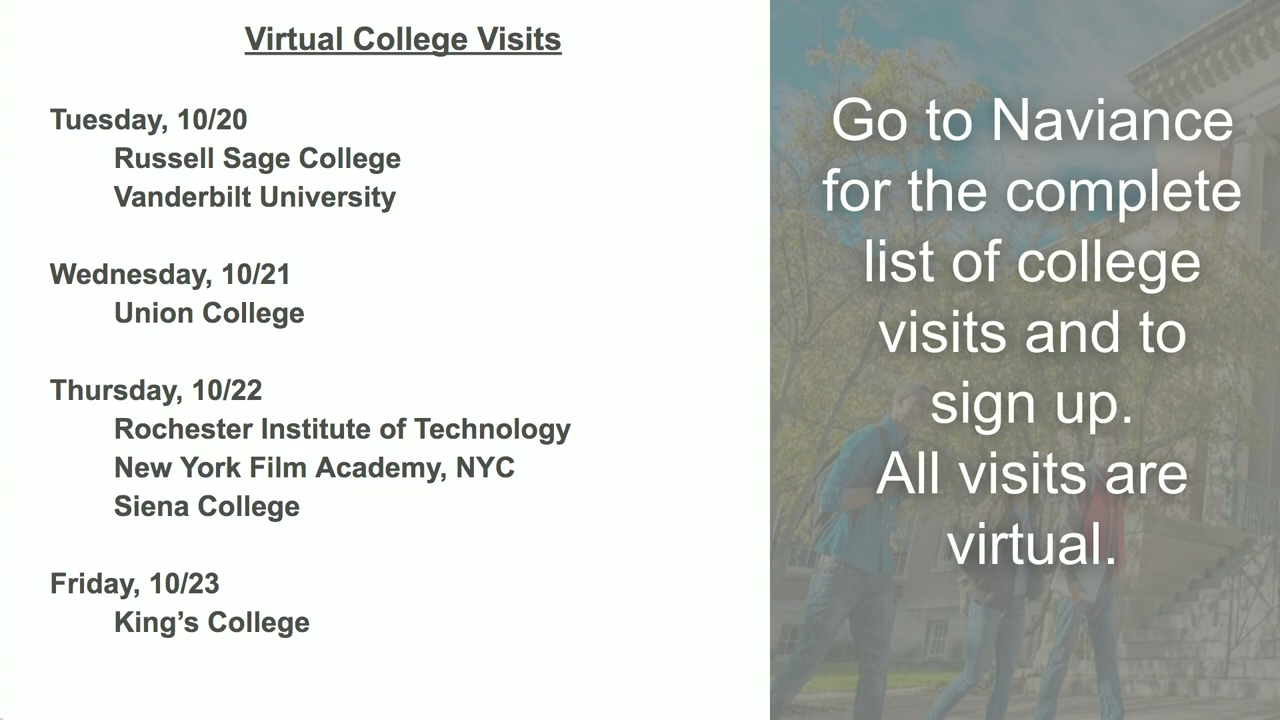 Virtual College Visits
Tuesday, 10/20
Russell Sage College
Vanderbilt University
Wednesday, 10/21
Union College
Thursday, 10/22
Rochester Institute of Technology
New York Film Academy, NYC
Siena College
Friday, 10/23
King’s College
Go to Naviance
for the complete
list of college
visits and to
sign up.
All visits are
virtual.